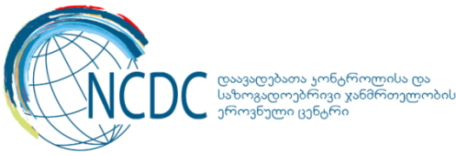 NCDC
დაავადებათა კონტროლისა და
საზოგადოებრივი ჯანმრთელობის
ეროვნული ცენტრი